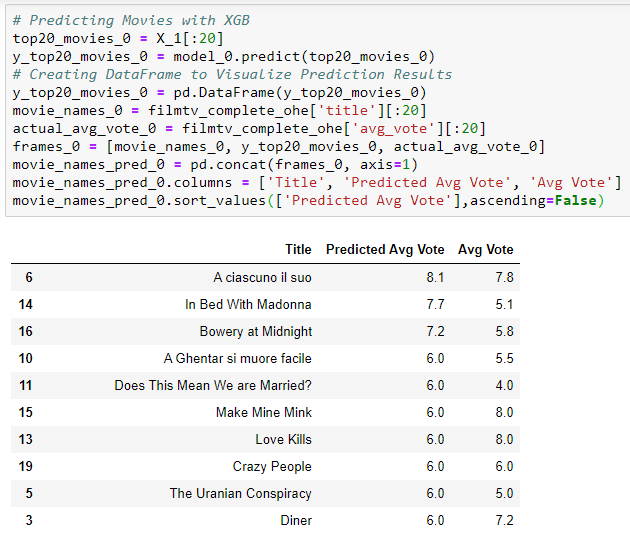 # Predicting Movies with XGB
top20_movies_0 = X_1[:20]
y_top20_movies_0 = model_0.predict(top20_movies_0)
# Creating DataFrame to Visualize Prediction Results
y_top20_movies_0 = pd.DataFrame(y_top20_movies_0)
movie_names_0 = filmtv_complete_ohe['title'][:20]
actual_avg_vote_0 = filmtv_complete_ohe['avg_vote'][:20]
frames_0 = [movie_names_0, y_top20_movies_0, actual_avg_vote_0]
movie_names_pred_0 = pd.concat(frames_0, axis=1)
movie_names_pred_0.columns = ['Title', 'Predicted Avg Vote', 'Avg Vote']
movie_names_pred_0.sort_values(['Predicted Avg Vote'],ascending=False)
Title Predicted Avg Vote Avg Vote
6 A ciascuno il suo 8.1 7.8
14 In Bed With Madonna 7.7 5.1
16 Bowery at Midnight 7.2 5.8
10 A Ghentar si muore facile 6.0 5.5
11 Does This Mean We are Married? 6.0 4.0
15 Make Mine Mink 6.0 8.0
13 Love Kills 6.0 8.0
19 Crazy People 6.0 6.0
5 The Uranian Conspiracy 6.0 5.0
3 Diner 6.0 7.2